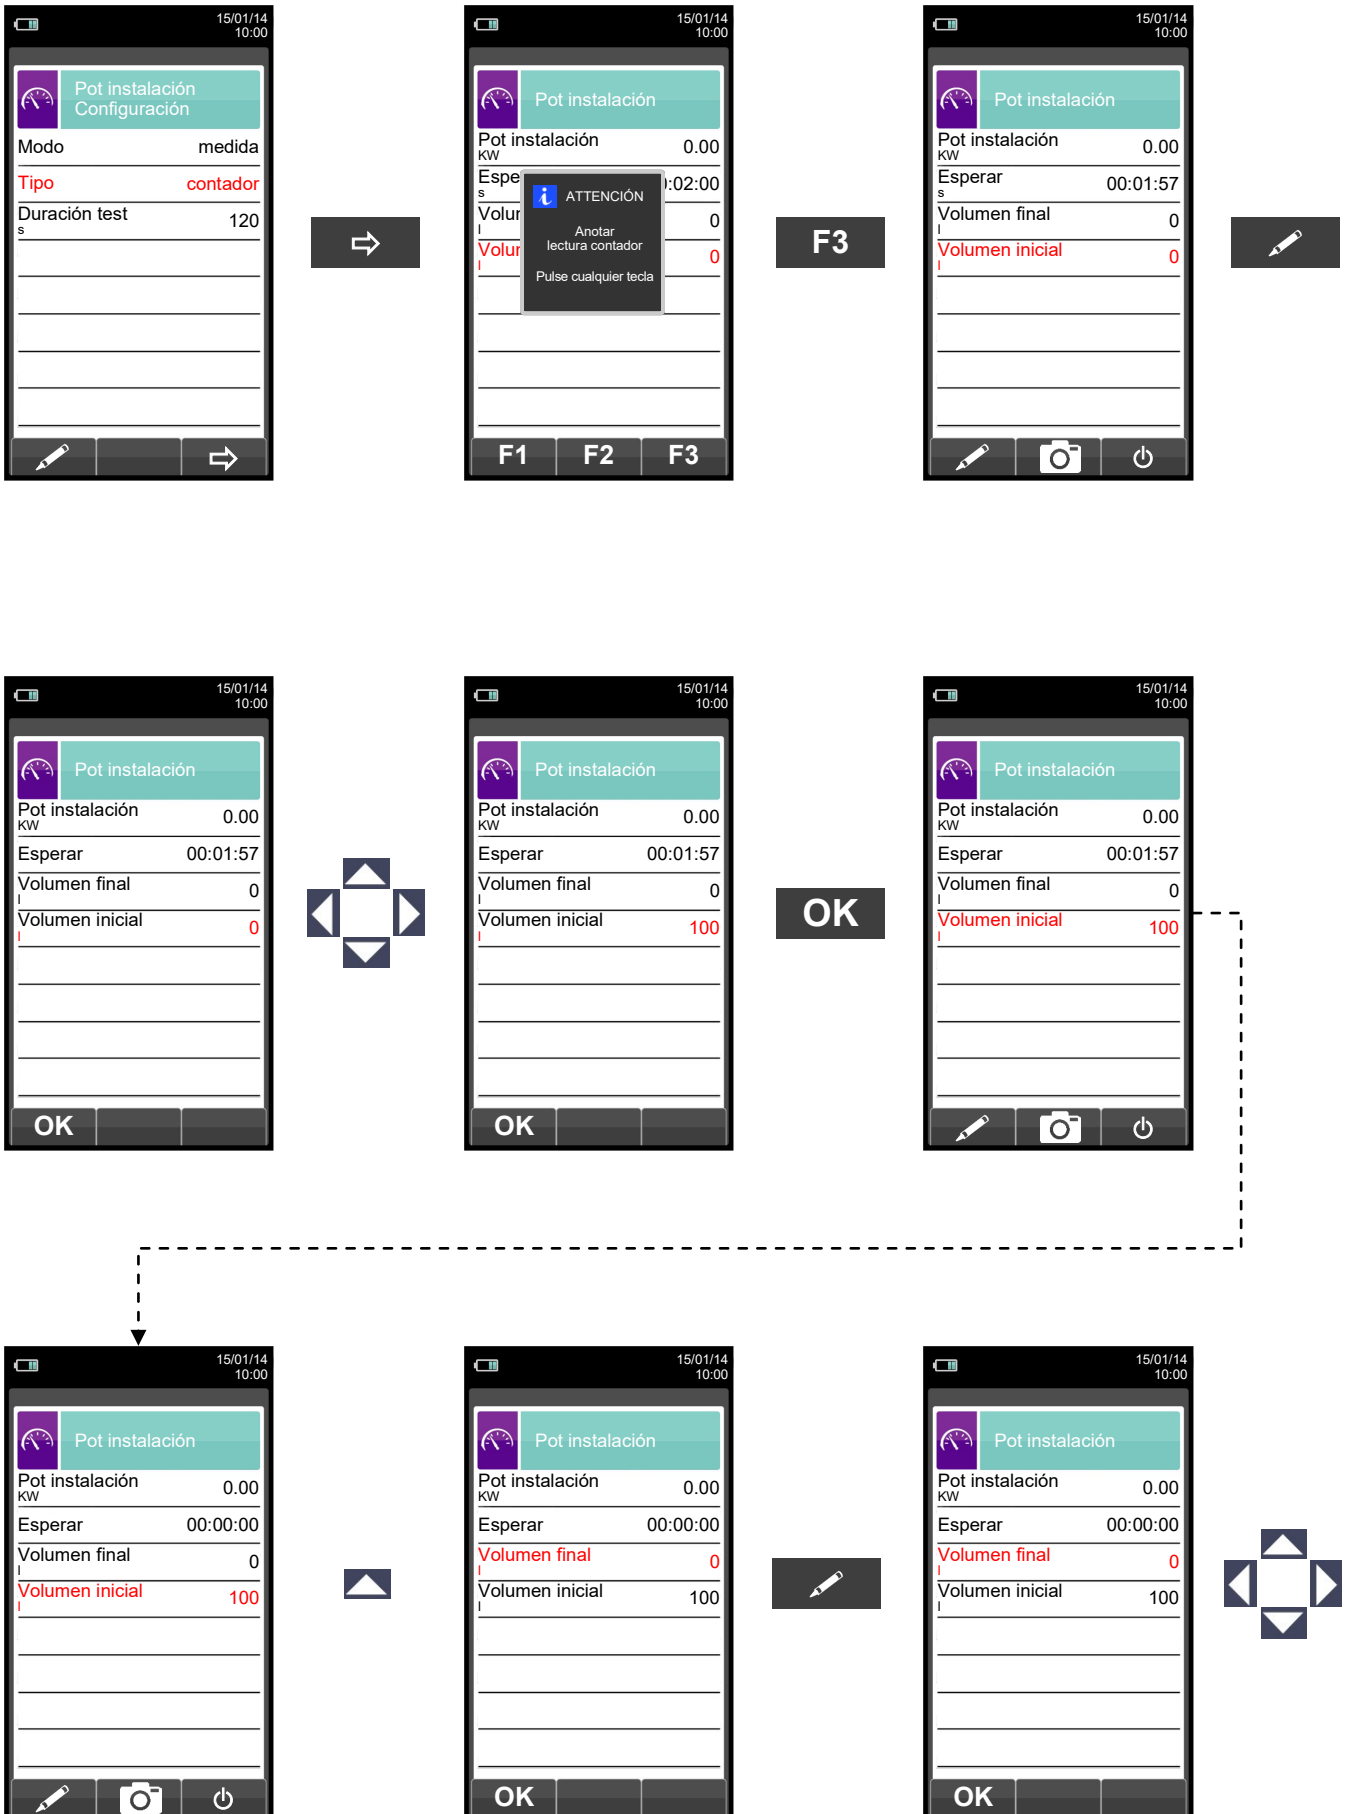 15/01/14
10:00
Pot instalación
Configuración
Modo medida
Tipo contador
Duración test
s
120
15/01/14
10:00
Pot instalación
Pot instalación
KW
0.00
Espe
s
:02:00
Volur
l
0
Volur
l
0
i ATTENCIÓN
Anotar
lectura contador
Pulse cualquier tecla
F1 F2 F3
F3
15/01/14
10:00
Pot instalación
Pot instalación
KW
0.00
Esperar
s
00:01:57
Volumen final
l
0
Volumen inicial
l
0
15/01/14
10:00
Pot instalación
Pot instalación
KW
0.00
Esperar 00:01:57
Volumen final
l
0
Volumen inicial
l
0
OK
15/01/14
10:00
Pot instalación
Pot instalación
KW
0.00
Esperar 00:01:57
Volumen final
l
0
Volumen inicial
l
100
OK
OK
15/01/14
10:00
Pot instalación
Pot instalación
KW
0.00
Esperar 00:01:57
Volumen final
l
0
Volumen inicial
l
100
15/01/14
10:00
Pot instalación
Pot instalación
KW
0.00
Esperar 00:00:00
Volumen final
l
0
Volumen inicial
l
100
15/01/14
10:00
Pot instalación
Pot instalación
KW
0.00
Esperar 00:00:00
Volumen final
l
0
Volumen inicial
l
100
OK
15/01/14
10:00
Pot instalación
Pot instalación
KW
0.00
Esperar 00:00:00
Volumen final
l
0
Volumen inicial
l
100
OK